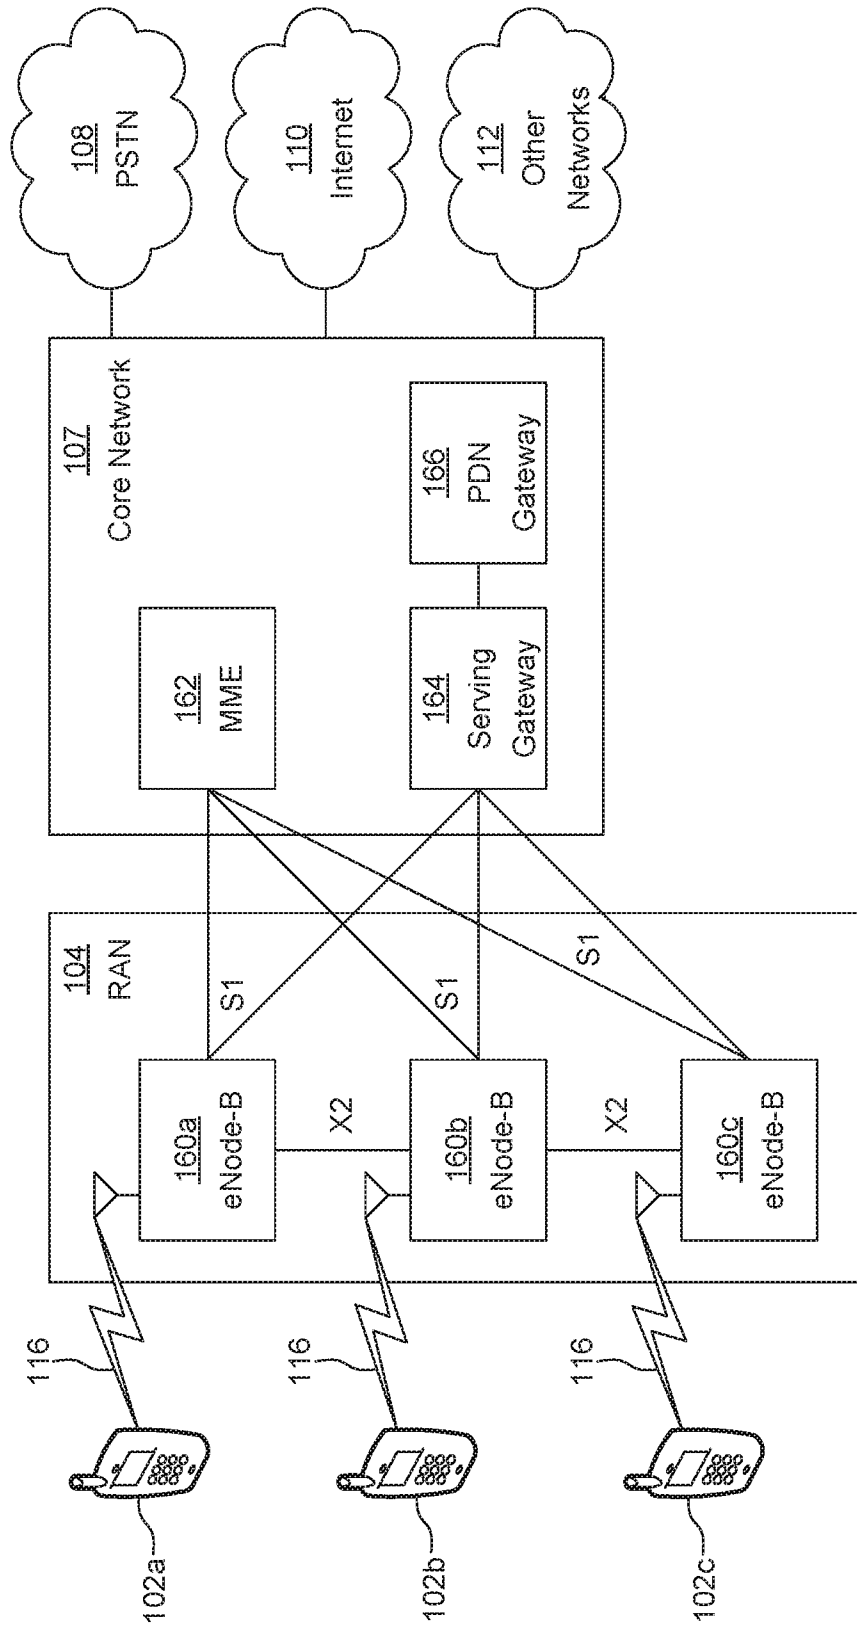 102a
116
104
RAN
160a
eNode-B
S1
107
Core Network
162
MME
108
PSTN
X2
102b
116
160b
eNode-B
S1
164
Serving
Gateway
166
PDN
Gateway
110
Internet
X2
102c
116
160c
eNode-B
S1
112
Other
Networks